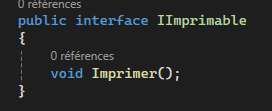 0 références
public interface IImprimable
{
0 références
void Imprimer();
}